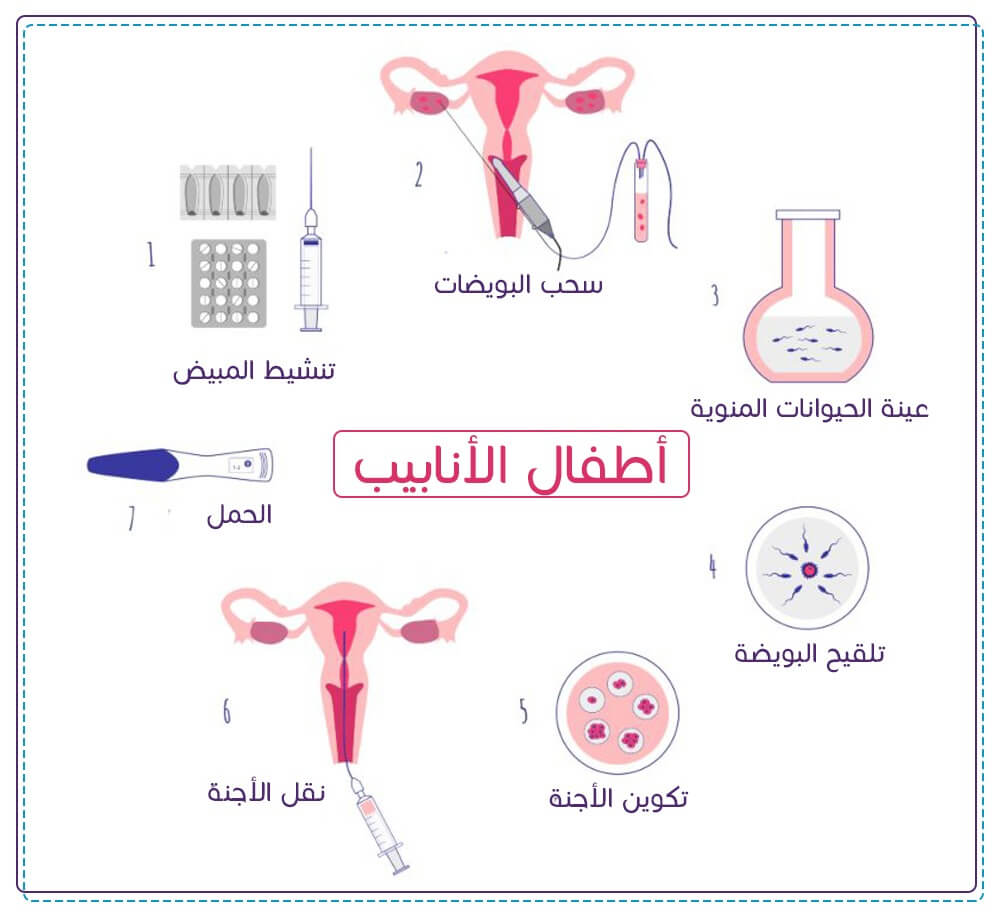 أطفال الأنابيب
1
تنشيط المبيض
2
سحب البويضات
3
عينة الحيوانات المنوية
4
تلقيح البويضة
5
تكوين الأجنة
6
نقل الأجنة
7
الحمل